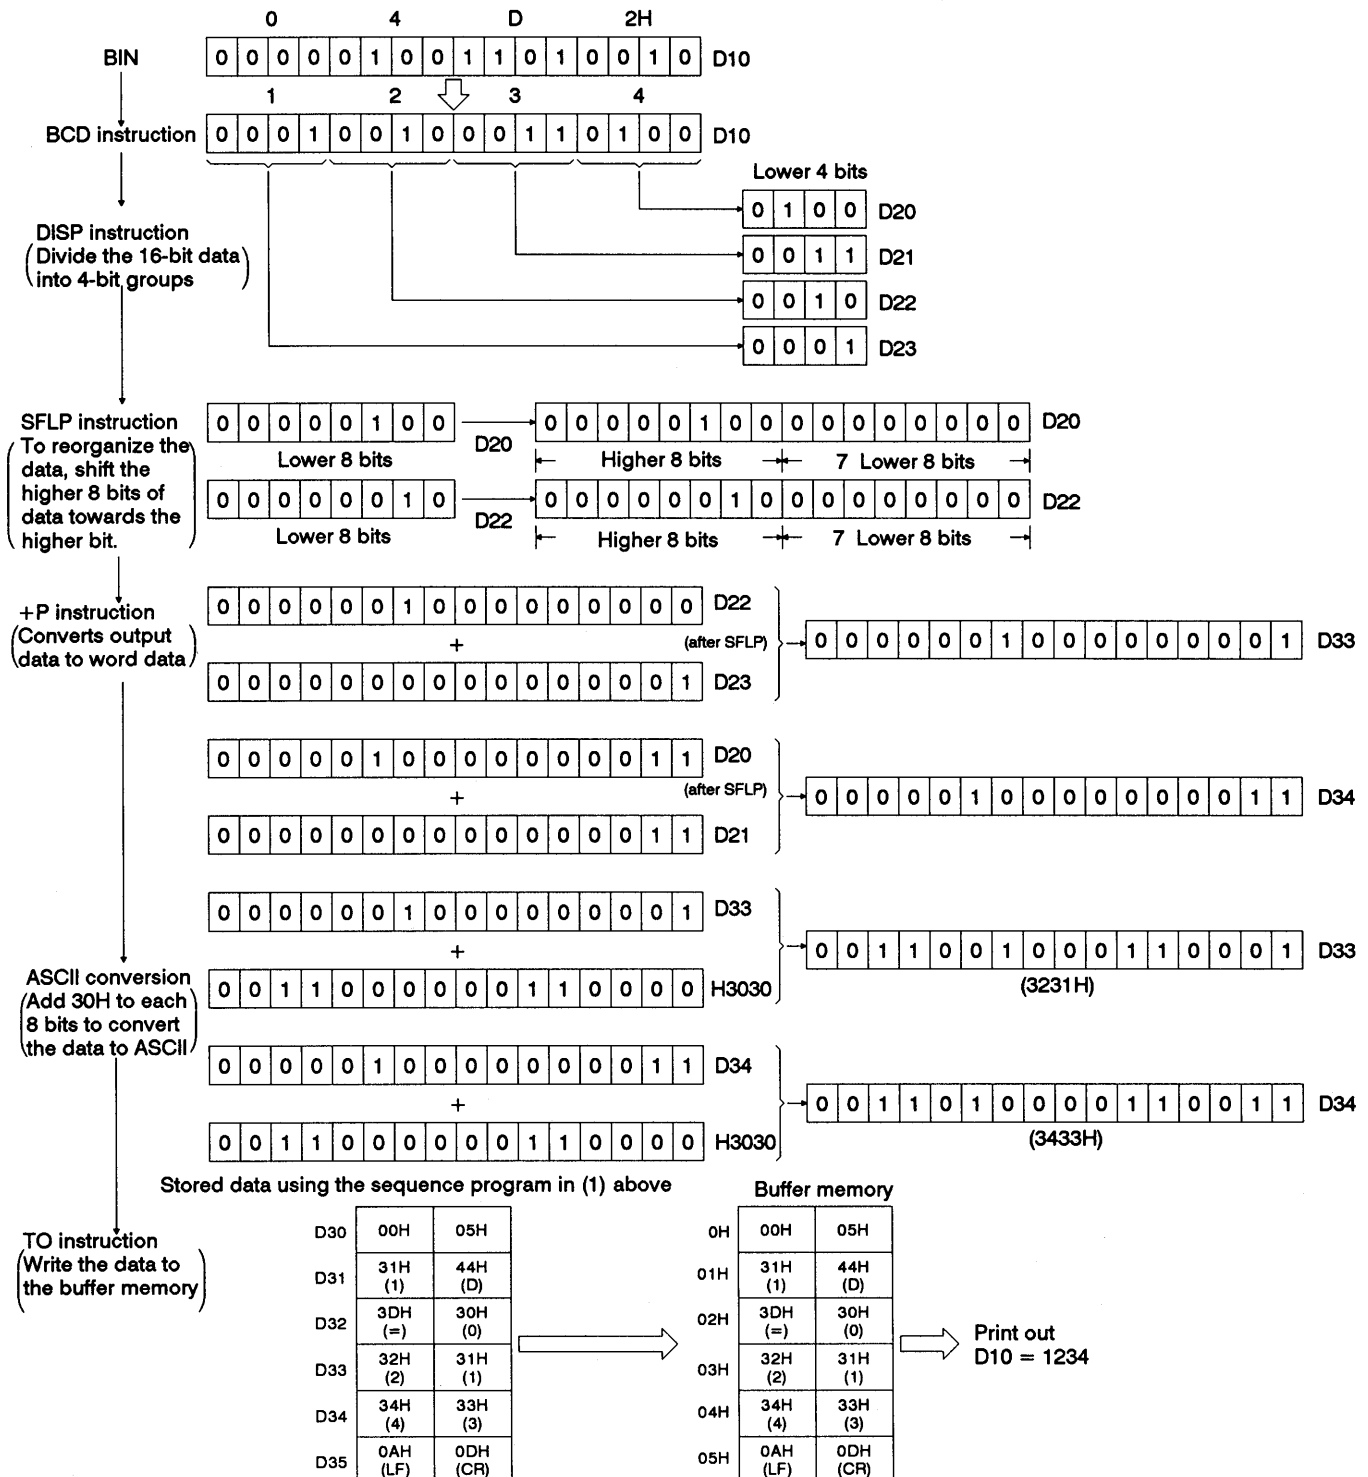 0 4 D 2H
BIN 0 0 0 0 0 1 0 0 1 1 0 1 0 0 1 0 D10
1 2 3 4
BCD instruction 0 0 0 1 0 0 1 0 0 0 1 1 0 1 0 0 D10
Lower 4 bits
0 1 0 0 D20
DISP instruction
(Divide the 16-bit data
into 4-bit groups)
0 0 1 1 D21
0 0 1 0 D22
0 0 0 1 D23
SFLP instruction
(To reorganize the
data, shift the
higher 8 bits of
data towards the
higher bit.)
0 0 0 0 0 1 0 0 D20 0 0 0 0 0 1 0 0 0 0 0 0 0 0 0 0 D20
Lower 8 bits Higher 8 bits 7 Lower 8 bits
0 0 0 0 0 0 1 0 D22 0 0 0 0 0 0 1 0 0 0 0 0 0 0 0 0 D22
Lower 8 bits Higher 8 bits 7 Lower 8 bits
+P instruction
(Converts output
data to word data)
0 0 0 0 0 0 1 0 0 0 0 0 0 0 0 0 D22
+ (after SFLP) 0 0 0 0 0 0 1 0 0 0 0 0 0 0 0 1 D33
0 0 0 0 0 0 0 0 0 0 0 0 0 0 0 1 D23
0 0 0 0 0 1 0 0 0 0 0 0 0 0 1 1 D20
+ (after SFLP) 0 0 0 0 0 1 0 0 0 0 0 0 0 0 1 1 D34
0 0 0 0 0 0 0 0 0 0 0 0 0 0 1 1 D21
0 0 0 0 0 0 1 0 0 0 0 0 0 0 0 1 D33
+ 0 0 1 1 0 0 1 0 0 0 1 1 0 0 0 1 D33
ASCII conversion
(Add 30H to each
8 bits to convert
the data to ASCII)
0 0 1 1 0 0 0 0 0 0 1 1 0 0 0 0 H3030
(3231H)
0 0 0 0 0 1 0 0 0 0 0 0 0 0 1 1 D34
+ 0 0 1 1 0 1 0 0 0 0 1 1 0 0 1 1 D34
0 0 1 1 0 0 0 0 0 0 1 1 0 0 0 0 H3030
(3433H)
Stored data using the sequence program in (1) above
Buffer memory
TO instruction
(Write the data to
the buffer memory)
D30 00H 05H 0H 00H 05H
D31 31H 44H 01H 31H 44H
(1) (D) (1) (D)
D32 3DH 30H 02H 3DH 30H
(=) (0) (=) (0)
Print out
D10 = 1234
D33 32H 31H 03H 32H 31H
(2) (1) (2) (1)
D34 34H 33H 04H 34H 33H
(4) (3) (4) (3)
D35 0AH 0DH 05H 0AH 0DH
(LF) (CR) (LF) (CR)